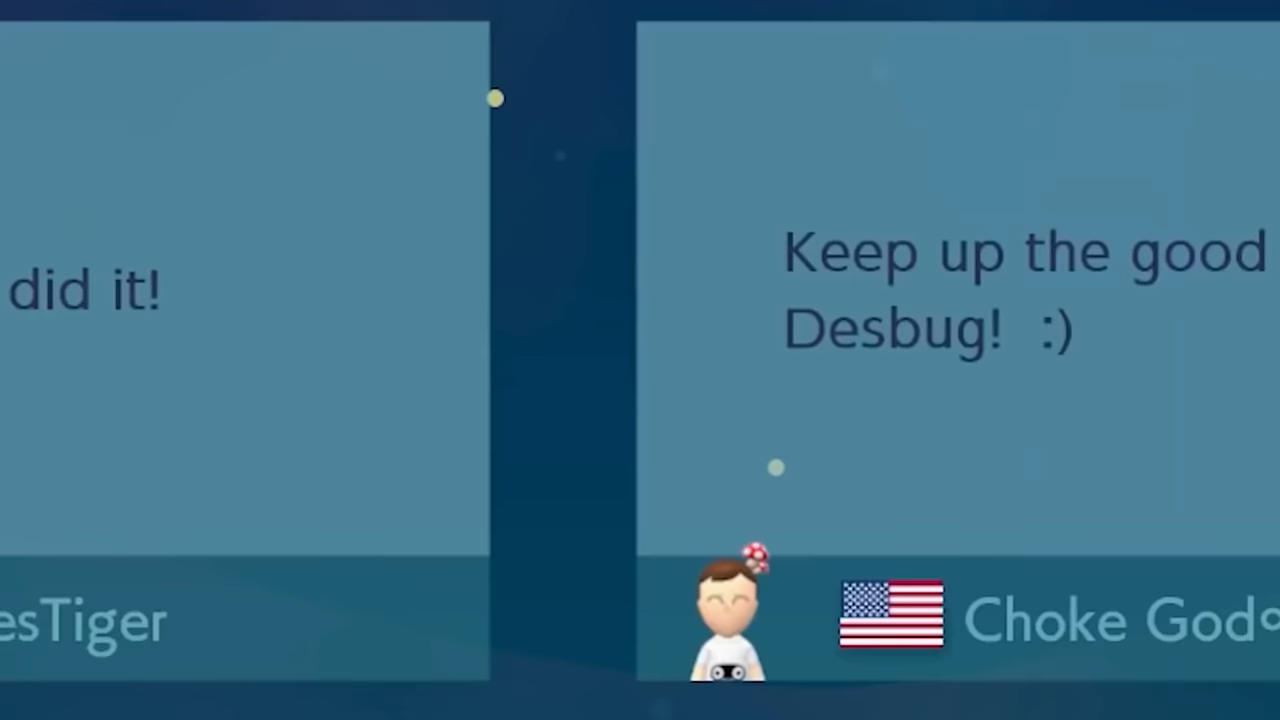 did it!
esTiger
Keep up the good
Desbug!  :)
Choke God